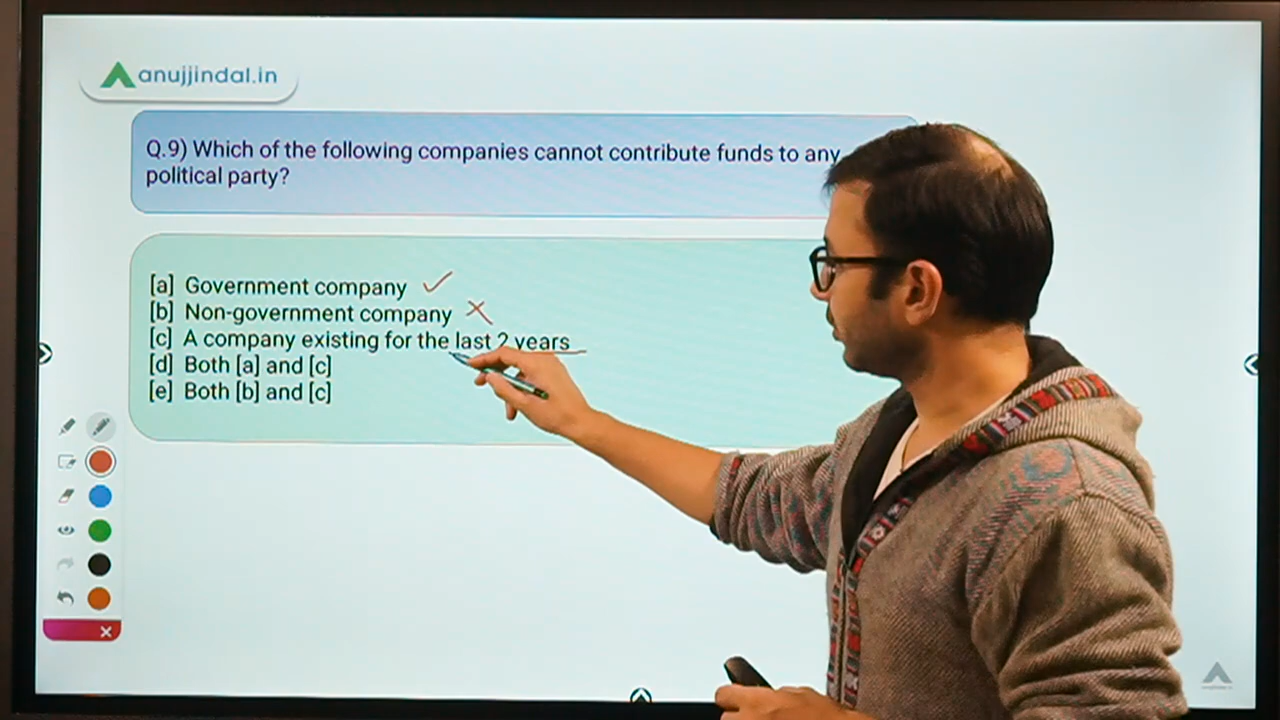 anujjindal.in
Q.9) Which of the following companies cannot contribute funds to any
political party?
[a] Government company
[b] Non-government company
[c] A company existing for the last 2 years
[d] Both [a] and [c]
[e] Both [b] and [c]